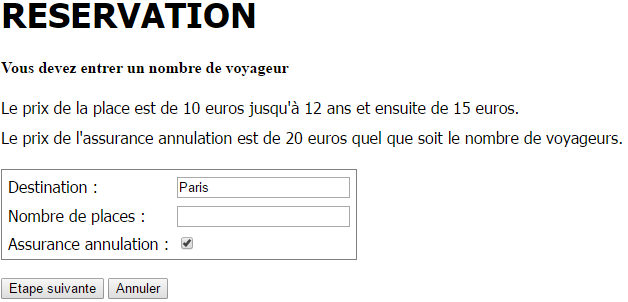 RESERVATION
Vous devez entrer un nombre de voyageur
Le prix de la place est de 10 euros jusqu'à 12 ans et ensuite de 15 euros.
Le prix de l'assurance annulation est de 20 euros quel que soit le nombre de voyageurs.
Destination : Paris
Nombre de places :
Assurance annulation :
Etape suivante Annuler